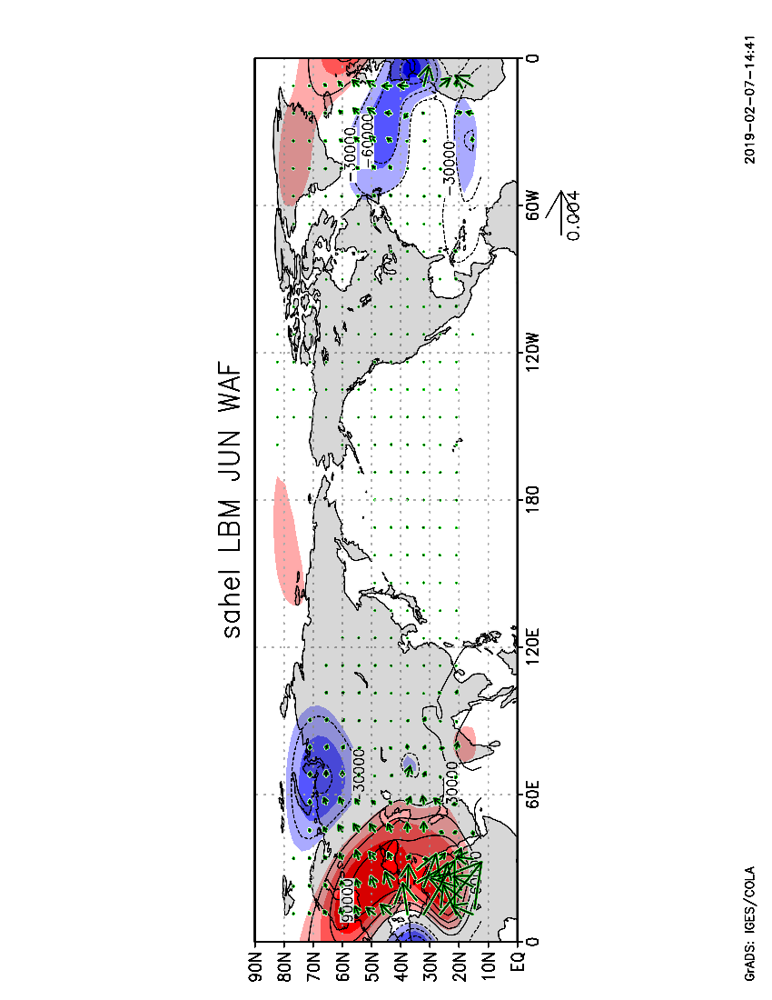 sahel LBM JUN WAF
90N
80N
70N
60N
50N
40N
30N
20N
10N
EQ
0
60E
120E
180
120W
60W
0
90000
-30000
30000
-30000
-60000
-30000
0.004
GrADS: IGES/COLA
2019-02-07-14:41